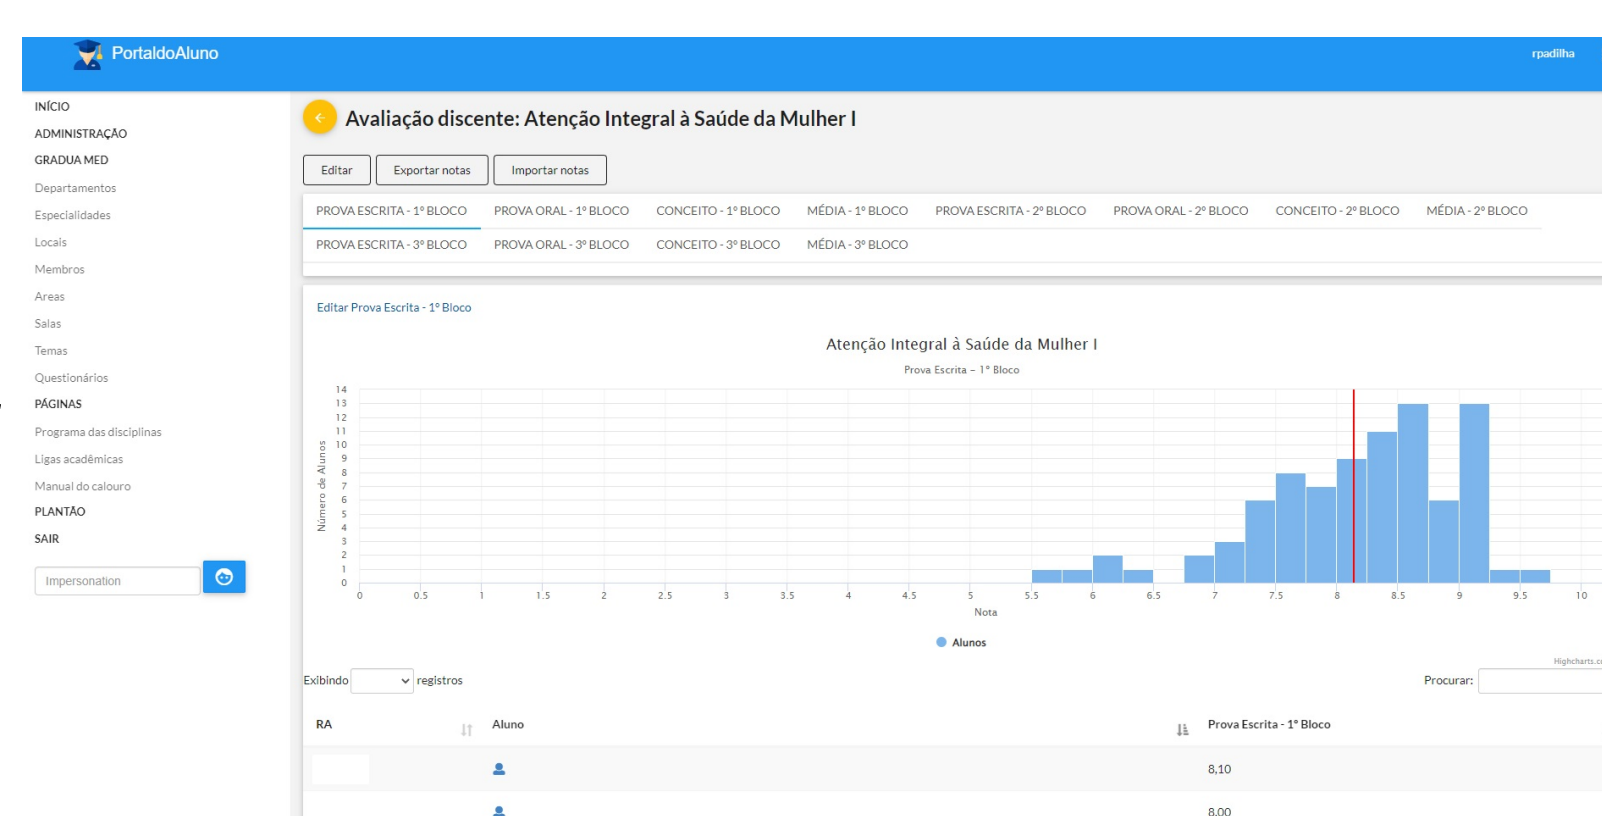 PortaldoAluno
rpadilha
INÍCIO
ADMINISTRAÇÃO
GRADUA MED
Departamentos
Especialidades
Locais
Membros
Areas
Salas
Temas
Questionários
PÁGINAS
Programa das disciplinas
Ligas acadêmicas
Manual do calouro
PLANTÃO
SAIR
Impersonation
Avaliação discente: Atenção Integral à Saúde da Mulher I
Editar Exportar notas Importar notas
PROVA ESCRITA - 1º BLOCO PROVA ORAL - 1º BLOCO CONCEITO - 1º BLOCO MÉDIA - 1º BLOCO PROVA ESCRITA - 2º BLOCO PROVA ORAL - 2º BLOCO CONCEITO - 2º BLOCO MÉDIA - 2º BLOCO
PROVA ESCRITA - 3º BLOCO PROVA ORAL - 3º BLOCO CONCEITO - 3º BLOCO MÉDIA - 3º BLOCO
Editar Prova Escrita - 1º Bloco
Atenção Integral à Saúde da Mulher I
Prova Escrita - 1º Bloco
Número de Alunos
14
13
12
11
10
9
8
7
6
5
4
3
2
1
0
0 0.5 1 1.5 2 2.5 3 3.5 4 4.5 5 5.5 6 6.5 7 7.5 8 8.5 9 9.5 10
Nota
Alunos
Highcharts.c
Exibindo registros Procurar:
RA Aluno Prova Escrita - 1º Bloco
8,10
8,00